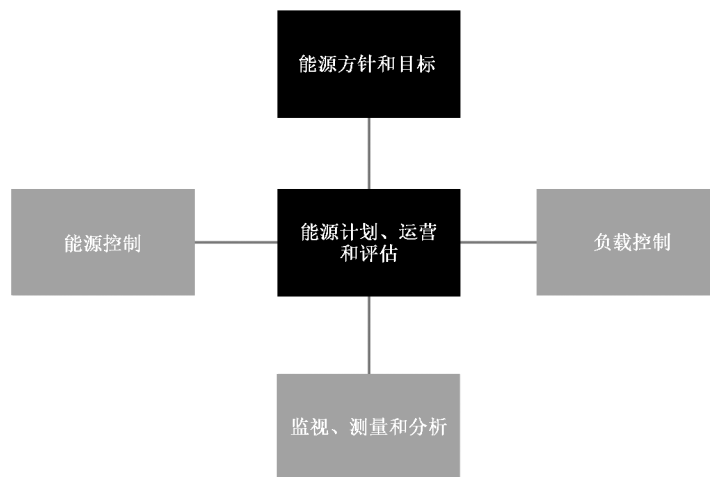 能源方针和目标
能源控制
能源计划、运营
和评估
负载控制
监视、测量和分析